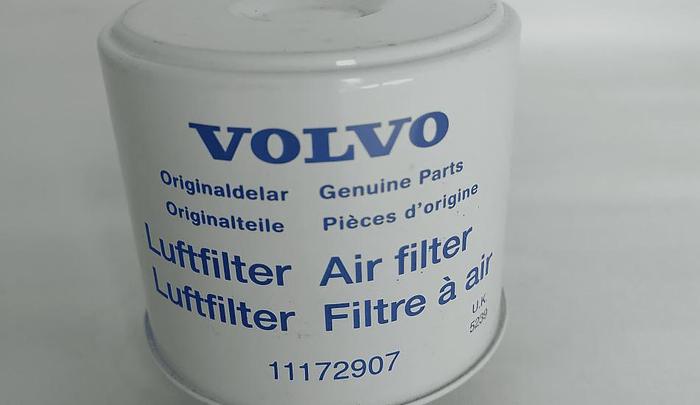 VOLVO
Originaldelar Genuine Parts
Originalteile Pièces d'origine
Luftfilter Air filter
Luftfilter Filtre à air
U.K.
5239
11172907